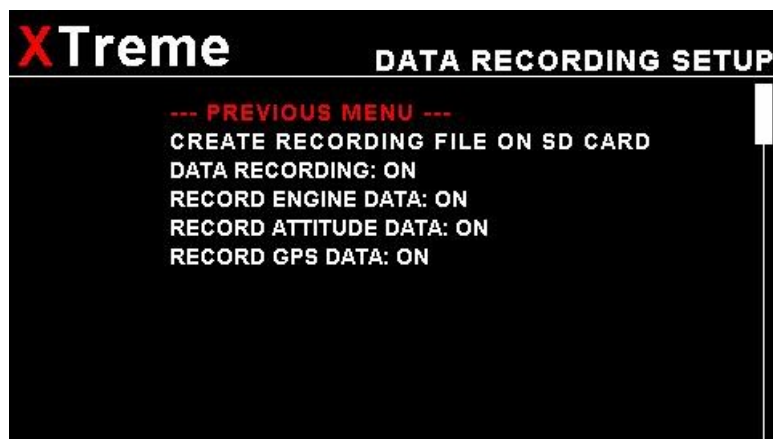 XTreme
DATA RECORDING SETUP
--- PREVIOUS MENU ---
CREATE RECORDING FILE ON SD CARD
DATA RECORDING: ON
RECORD ENGINE DATA: ON
RECORD ATTITUDE DATA: ON
RECORD GPS DATA: ON